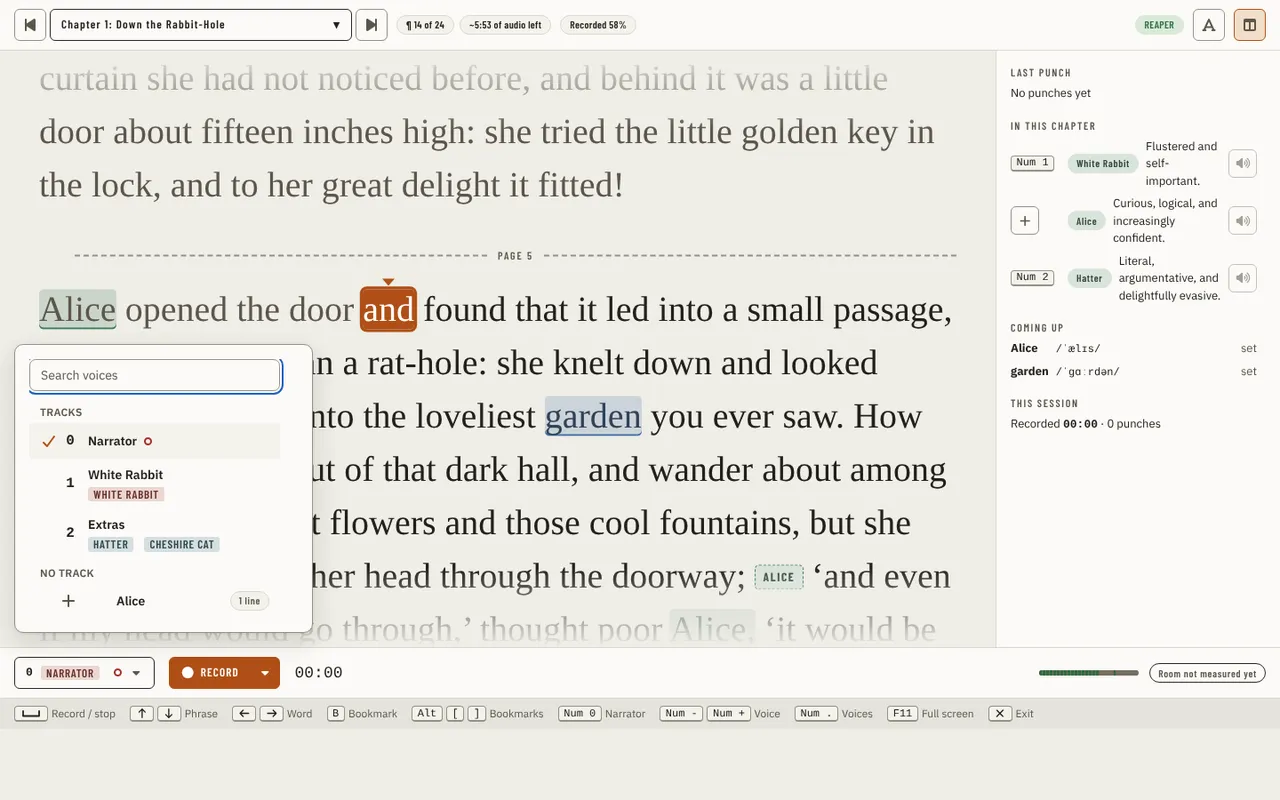 Chapter 1: Down the Rabbit-Hole
¶ 14 of 24
~5:53 of audio left
Recorded 58%
REAPER
A
curtain she had not noticed before, and behind it was a little
door about fifteen inches high: she tried the little golden key in
the lock, and to her great delight it fitted!
PAGE 5
Alice opened the door and found that it led into a small passage,
n a rat-hole: she knelt down and looked
nto the loveliest garden you ever saw. How
ut of that dark hall, and wander about among
t flowers and those cool fountains, but she
her head through the doorway; ALICE ‘and even
if my head would go through,’ thought poor Alice, ‘it would be
Search voices
TRACKS
0 Narrator
1 White Rabbit
WHITE RABBIT
2 Extras
HATTER CHESHIRE CAT
NO TRACK
+ Alice 1 line
LAST PUNCH
No punches yet
IN THIS CHAPTER
Num 1 White Rabbit Flustered and
self-
important.
+ Alice Curious, logical, and
increasingly
confident.
Num 2 Hatter Literal,
argumentative, and
delightfully evasive.
COMING UP
Alice /ˈælɪs/ set
garden /ˈɡɑːrdən/ set
THIS SESSION
Recorded 00:00 · 0 punches
0 NARRATOR
RECORD
00:00
Room not measured yet
Record / stop ↑ ↓ Phrase ← → Word B Bookmark Alt [ ] Bookmarks Num 0 Narrator Num - Num + Voice Num . Voices F11 Full screen ✕ Exit